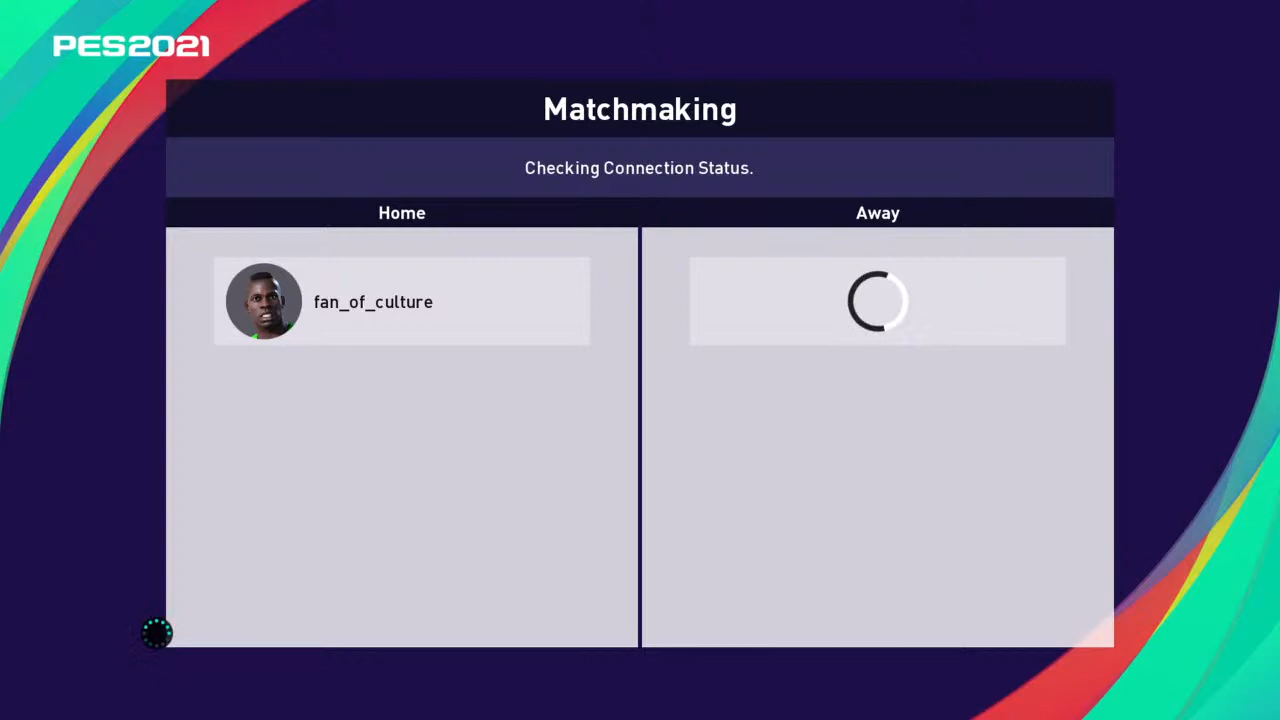 PES2021
Matchmaking
Checking Connection Status.
Home
Away
fan_of_culture